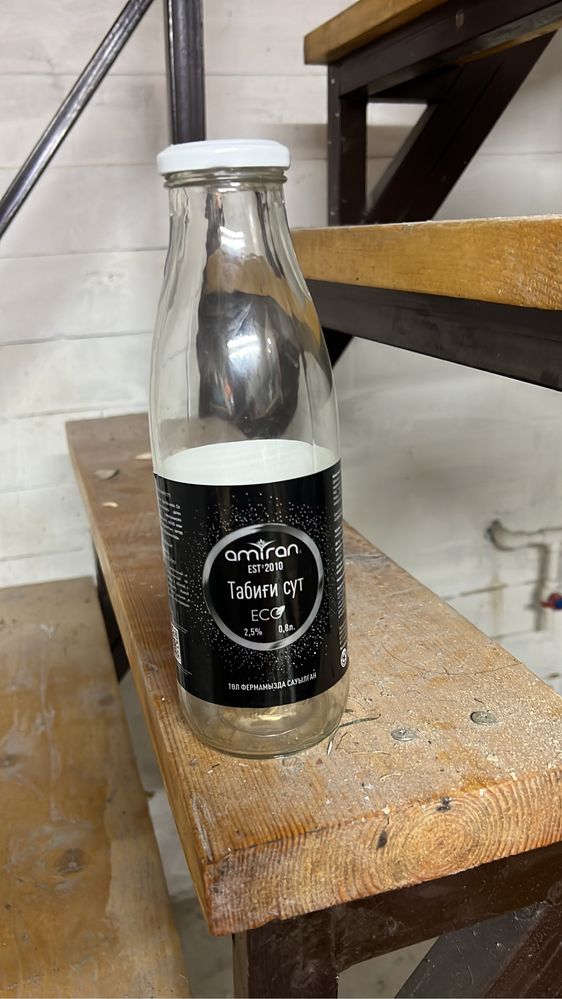 amiran
EST 2010
Табиғи сүт
ECO
2,5% 0,8л.
ТӨЛ ФЕРМАМЫЗДА САУЫЛҒАН